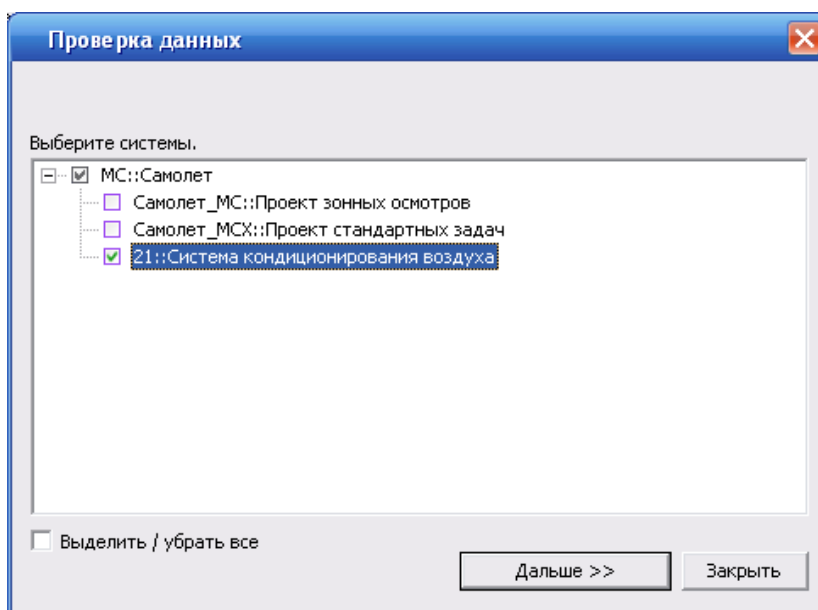 Проверка данных
Выберите системы.
МС::Самолет
Самолет_МС::Проект зонных осмотров
Самолет_МСХ::Проект стандартных задач
21::Система кондиционирования воздуха
Выделить / убрать все
Дальше >>
Закрыть